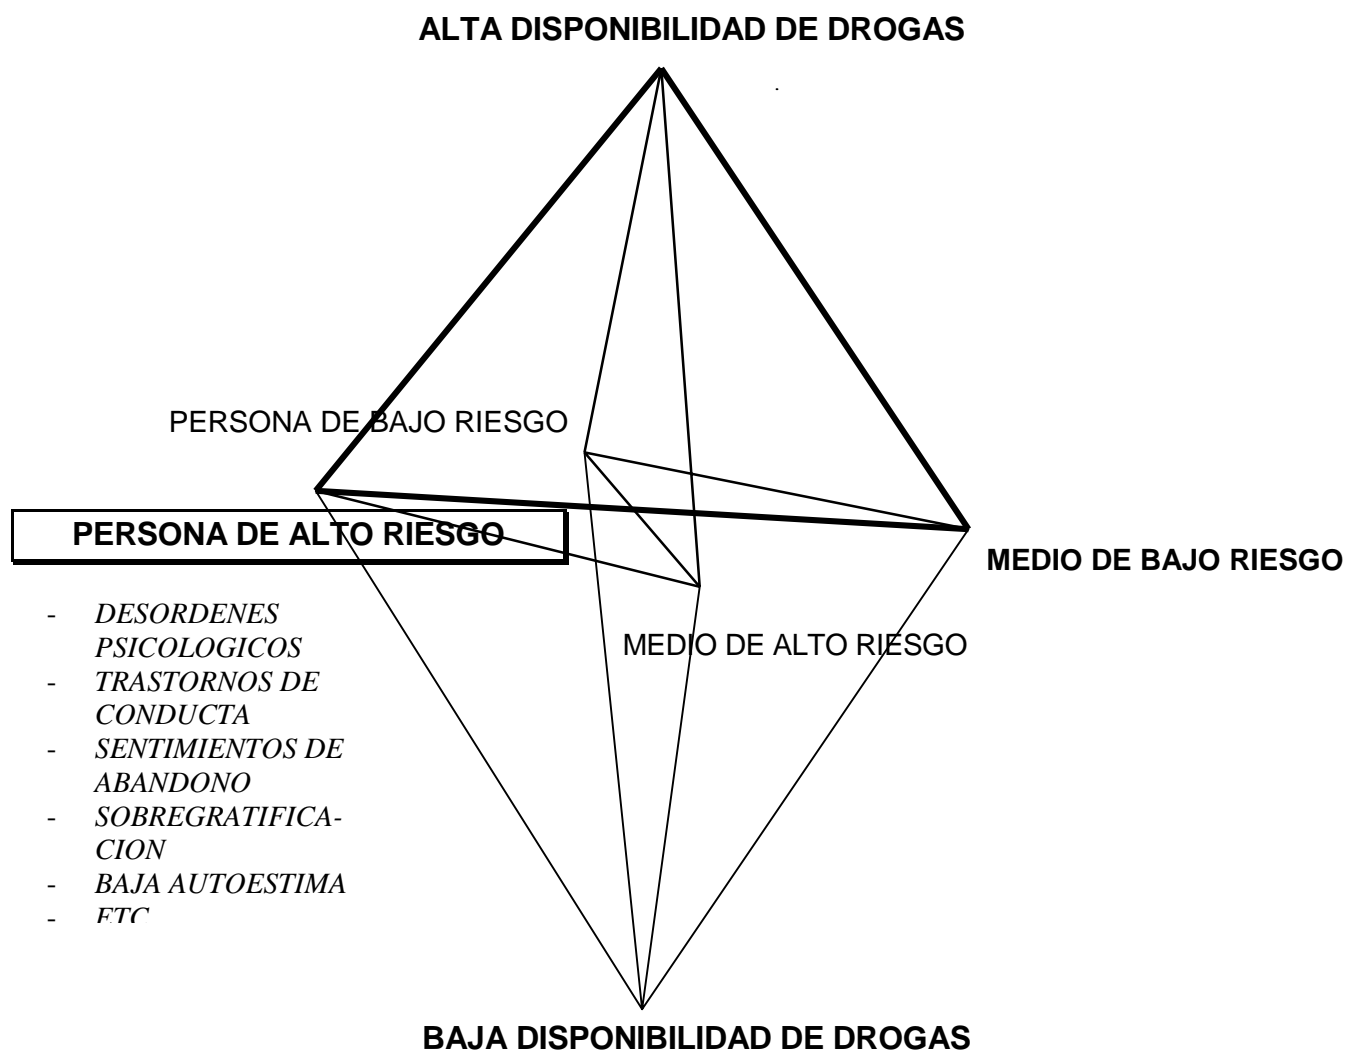 ALTA DISPONIBILIDAD DE DROGAS
PERSONA DE BAJO RIESGO
PERSONA DE ALTO RIESGO
MEDIO DE BAJO RIESGO
- DESORDENES
PSICOLOGICOS
- TRASTORNOS DE
CONDUCTA
- SENTIMIENTOS DE
ABANDONO
- SOBREGRATIFICA-
CION
- BAJA AUTOESTIMA
- ETC
MEDIO DE ALTO RIESGO
BAJA DISPONIBILIDAD DE DROGAS